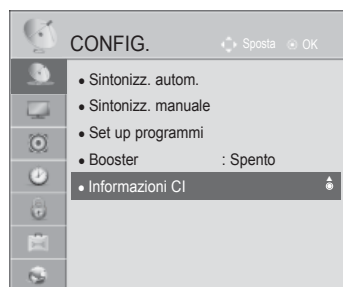 CONFIG. Sposta OK
• Sintonizz. autom.
• Sintonizz. manuale
• Set up programmi
• Booster : Spento
• Informazioni CI